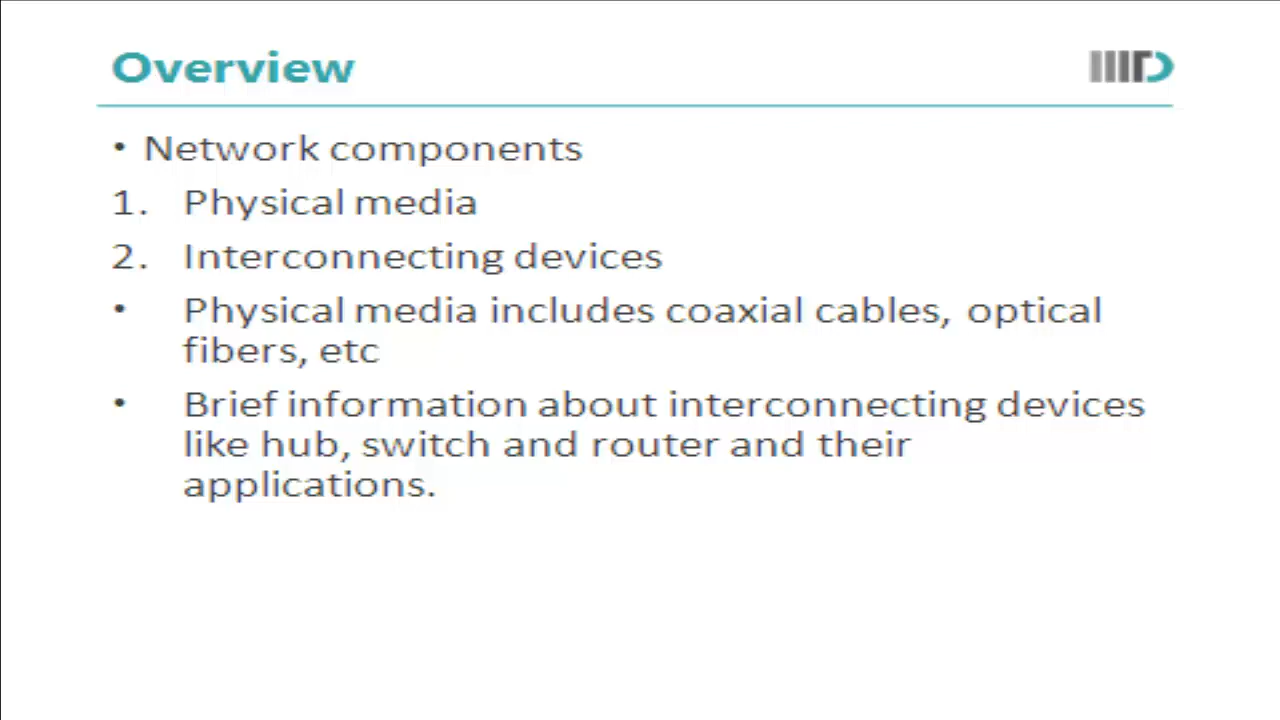 Overview
IIITD
• Network components
1. Physical media
2. Interconnecting devices
• Physical media includes coaxial cables, optical
fibers, etc
• Brief information about interconnecting devices
like hub, switch and router and their
applications.